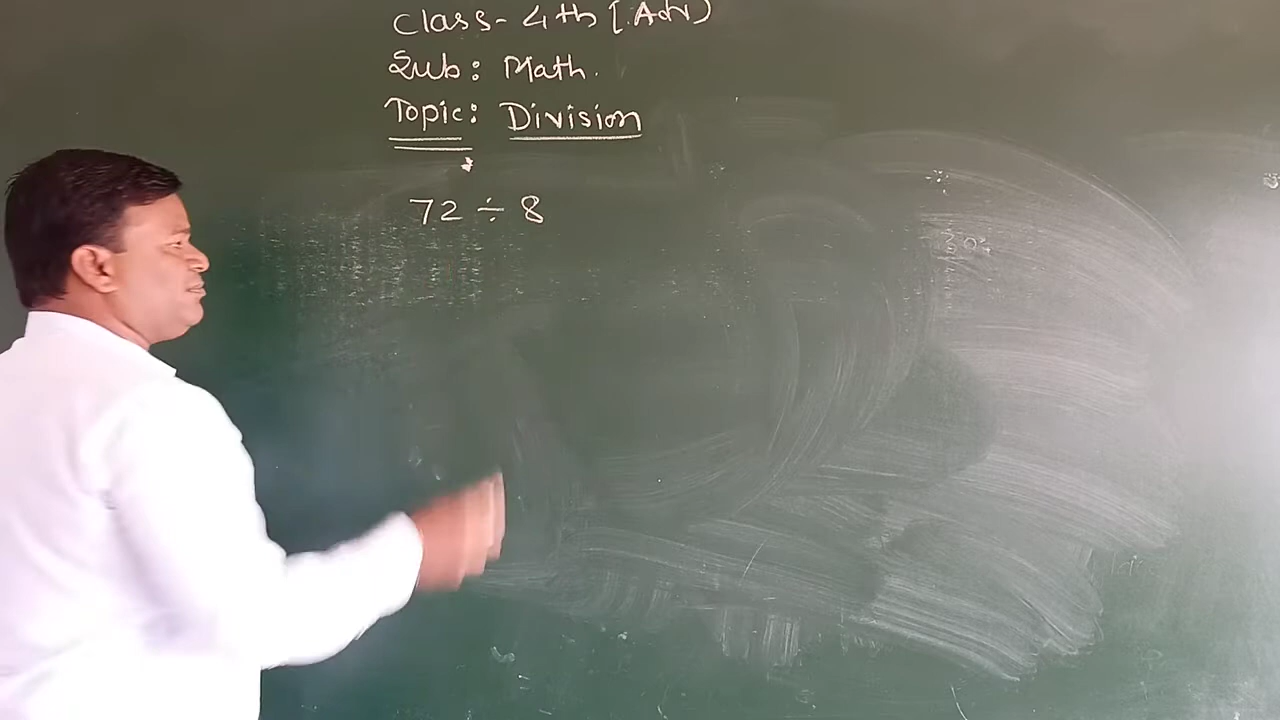 Class- 4th [Adv)
Sub: Math.
Topic: Division
72 ÷ 8